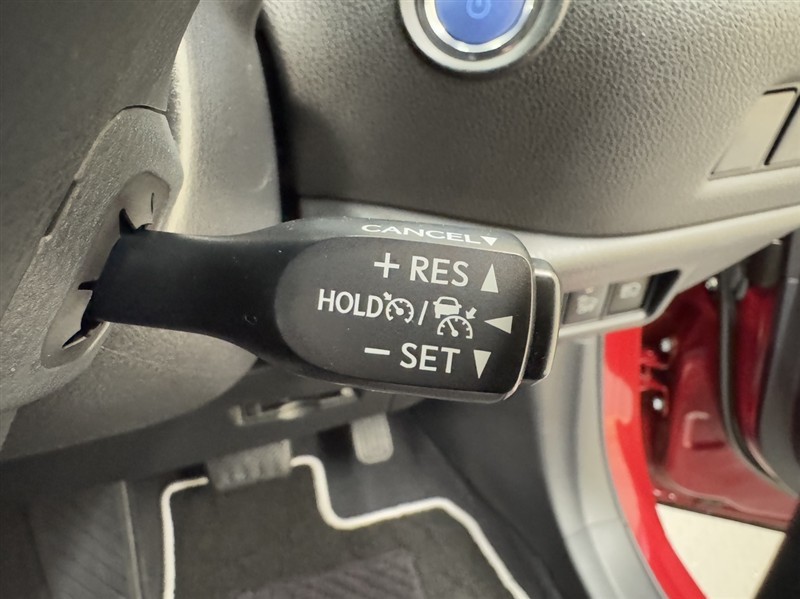 CANCEL▼
+ RES ▲
HOLD / ◀
− SET ▼